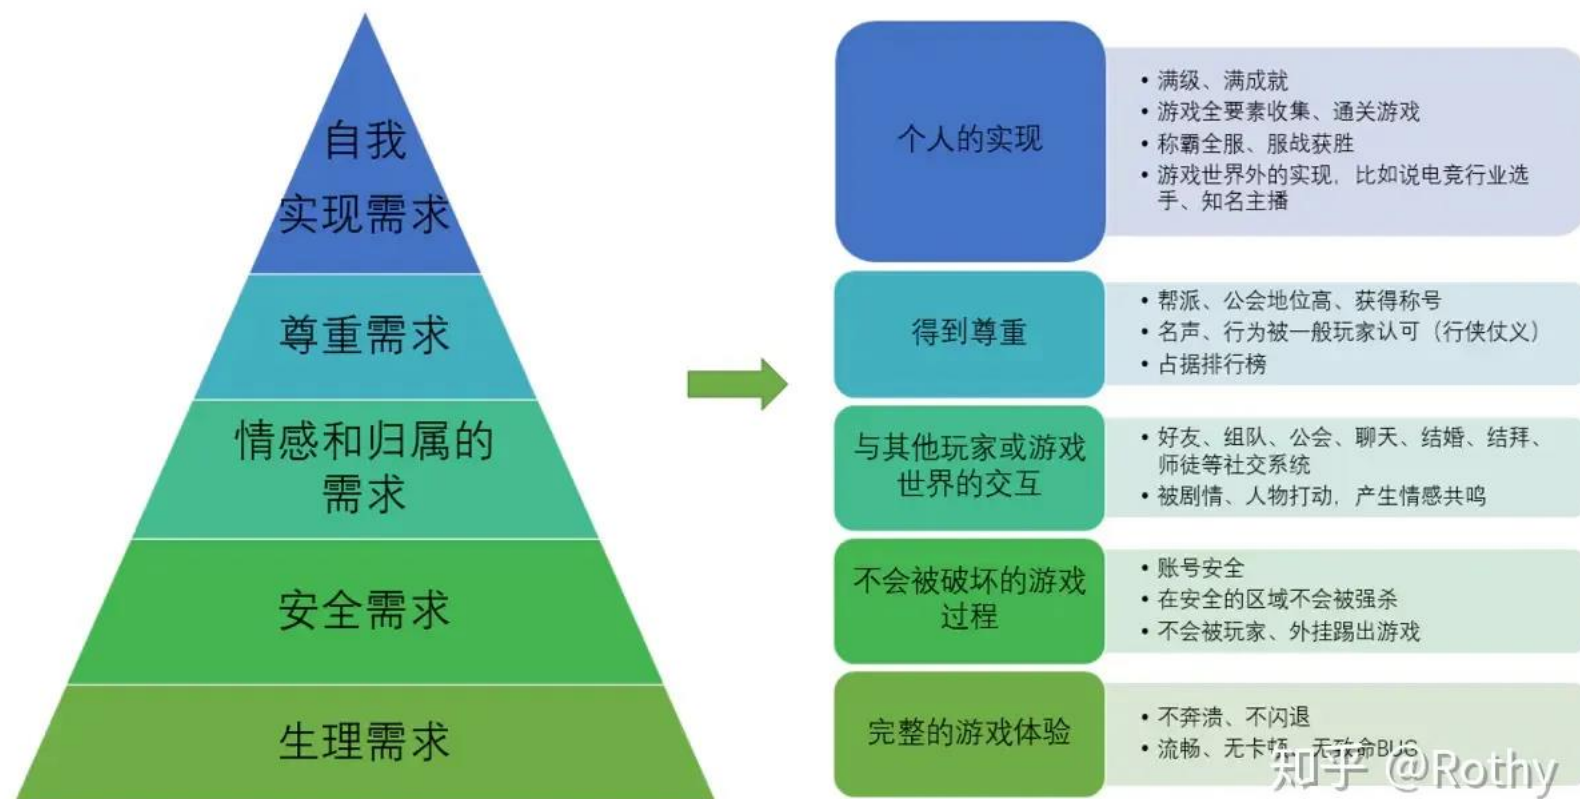 自我
实现需求
尊重需求
情感和归属的
需求
安全需求
生理需求
个人的实现
• 满级、满成就
• 游戏全要素收集、通关游戏
• 称霸全服、服战获胜
• 游戏世界外的实现，比如说电竞行业选
手、知名主播
得到尊重
• 帮派、公会地位高、获得称号
• 名声、行为被一般玩家认可（行侠仗义）
• 占据排行榜
与其他玩家或游戏
世界的交互
• 好友、组队、公会、聊天、结婚、结拜、
师徒等社交系统
• 被剧情、人物打动，产生情感共鸣
不会被破坏的游戏
过程
• 账号安全
• 在安全的区域不会被强杀
• 不会被玩家、外挂踢出游戏
完整的游戏体验
• 不奔溃、不闪退
• 流畅、无卡顿、无致命BUG
知乎 @Rothy